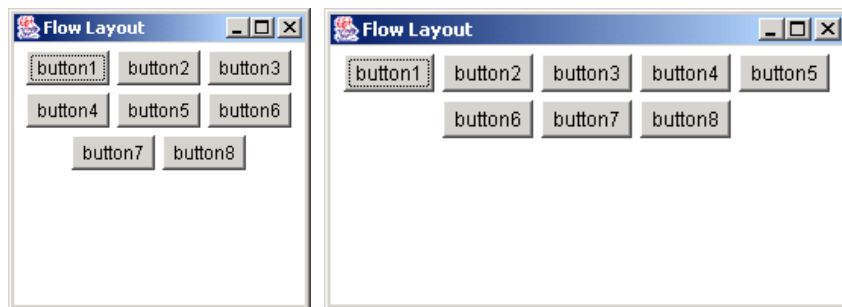 Flow Layout
button1 button2 button3
button4 button5 button6
button7 button8
Flow Layout
button1 button2 button3 button4 button5
button6 button7 button8